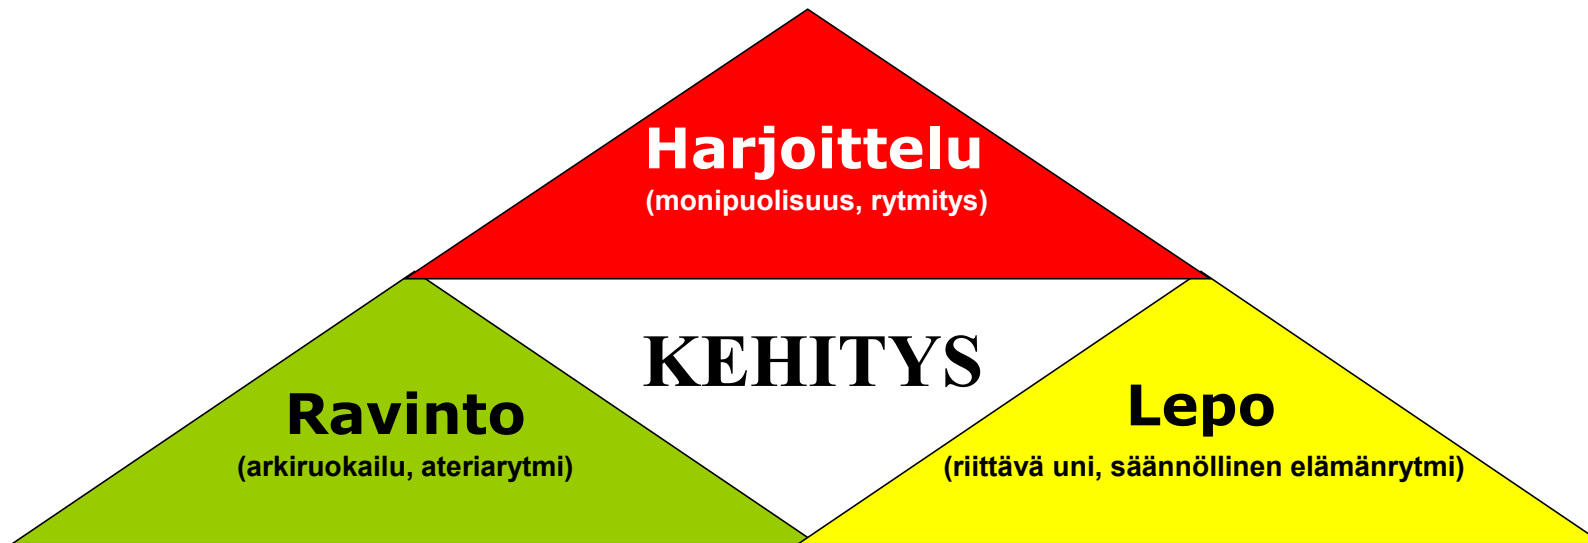 Harjoittelu
(monipuolisuus, rytmitys)
KEHITYS
Ravinto
(arkiruokailu, ateriarytmi)
Lepo
(riittävä uni, säännöllinen elämänrytmi)